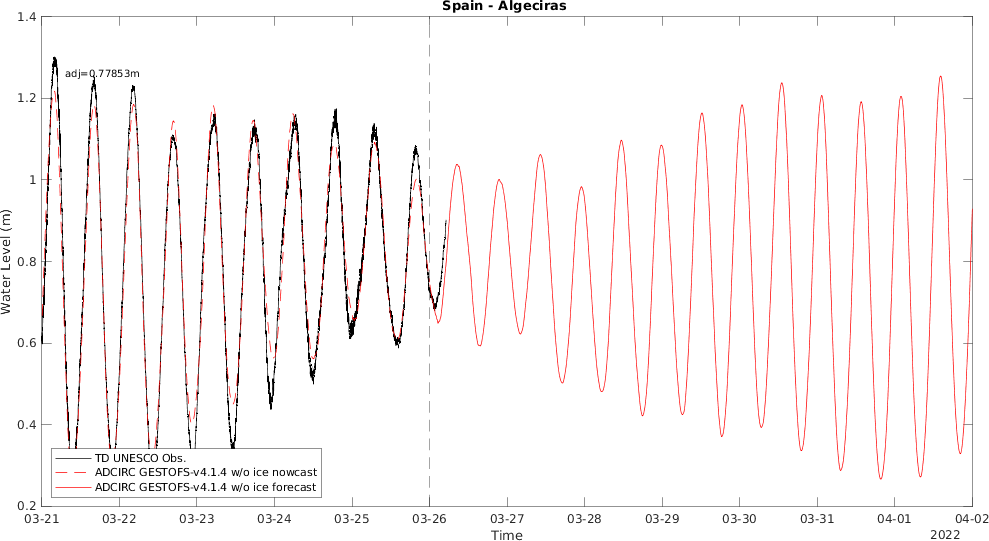 Spain - Algeciras
1.4
1.2
1
0.8
0.6
0.4
0.2
Water Level (m)
adj=0.77853m
TD UNESCO Obs.
ADCIRC GESTOFS-v4.1.4 w/o ice nowcast
ADCIRC GESTOFS-v4.1.4 w/o ice forecast
03-21 03-22 03-23 03-24 03-25 03-26 03-27 03-28 03-29 03-30 03-31 04-01 04-02
Time
2022